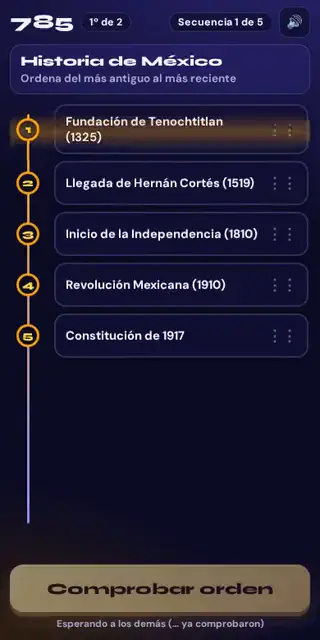 785 1º de 2 Secuencia 1 de 5
Historia de México
Ordena del más antiguo al más reciente
1 Fundación de Tenochtitlan
(1325)
2 Llegada de Hernán Cortés (1519)
3 Inicio de la Independencia (1810)
4 Revolución Mexicana (1910)
5 Constitución de 1917
Comprobar orden
Esperando a los demás (… ya comprobaron)